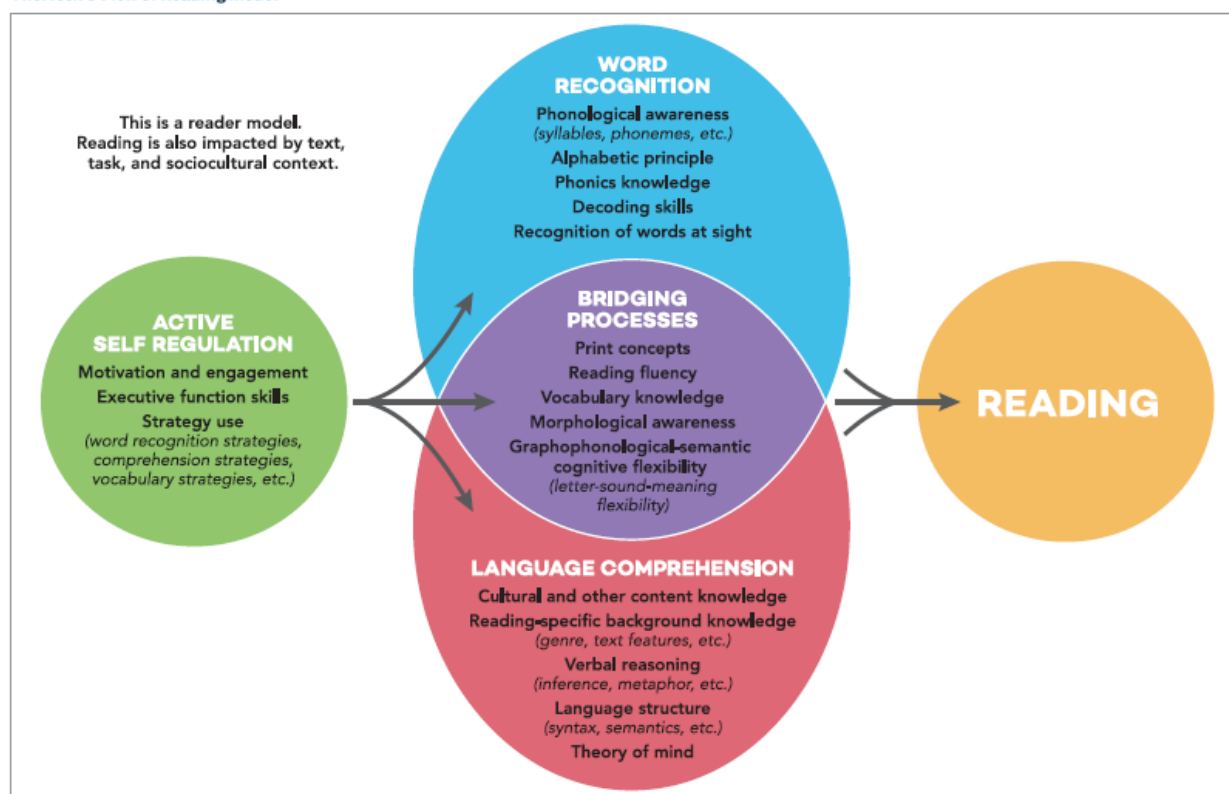 This is a reader model.
Reading is also impacted by text,
task, and sociocultural context.
ACTIVE
SELF REGULATION
Motivation and engagement
Executive function skills
Strategy use
(word recognition strategies,
comprehension strategies,
vocabulary strategies, etc.)
WORD
RECOGNITION
Phonological awareness
(syllables, phonemes, etc.)
Alphabetic principle
Phonics knowledge
Decoding skills
Recognition of words at sight
BRIDGING
PROCESSES
Print concepts
Reading fluency
Vocabulary knowledge
Morphological awareness
Graphophonological-semantic
cognitive flexibility
(letter-sound-meaning
flexibility)
LANGUAGE COMPREHENSION
Cultural and other content knowledge
Reading-specific background knowledge
(genre, text features, etc.)
Verbal reasoning
(inference, metaphor, etc.)
Language structure
(syntax, semantics, etc.)
Theory of mind
READING